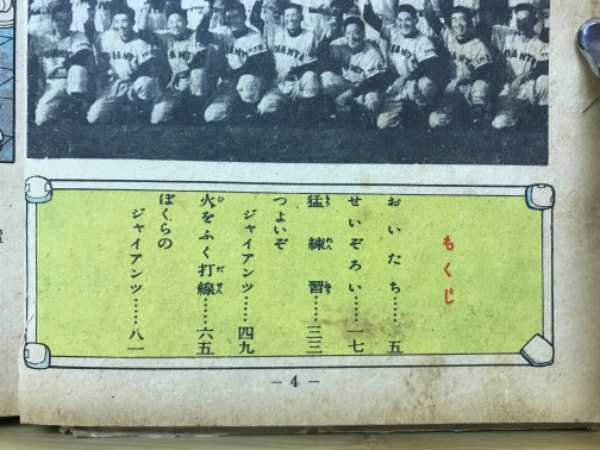 もくじ
おいたち……五
せいぞろい……一七
猛練習……三三
つよいぞ
ジャイアンツ……四九
火をふく打線……六五
ぼくらの
ジャイアンツ……八一
— 4 —